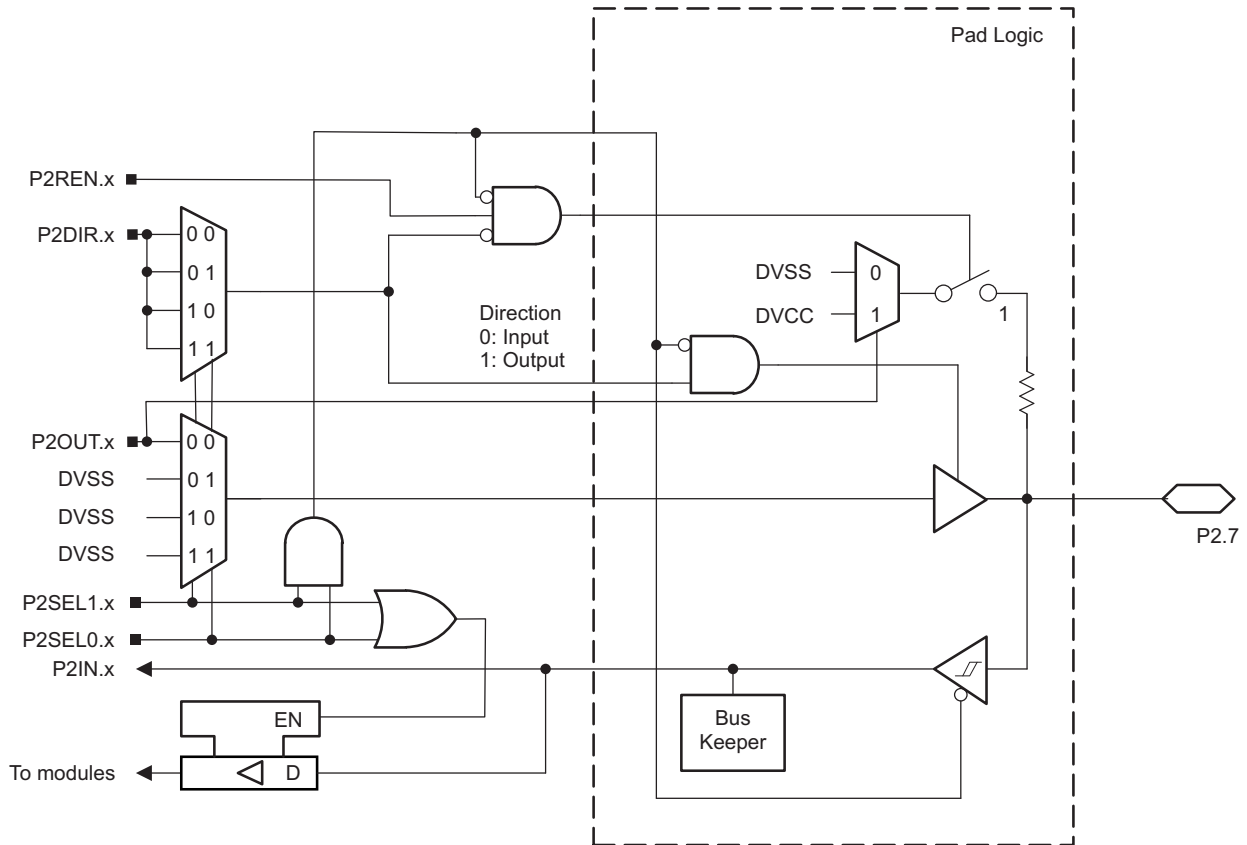 Pad Logic
P2REN.x
P2DIR.x
0 0
0 1
1 0
1 1
Direction
0: Input
1: Output
DVSS
0
DVCC
1
1
P2OUT.x
0 0
DVSS
0 1
DVSS
1 0
DVSS
1 1
P2.7
P2SEL1.x
P2SEL0.x
P2IN.x
Bus
Keeper
EN
To modules
D